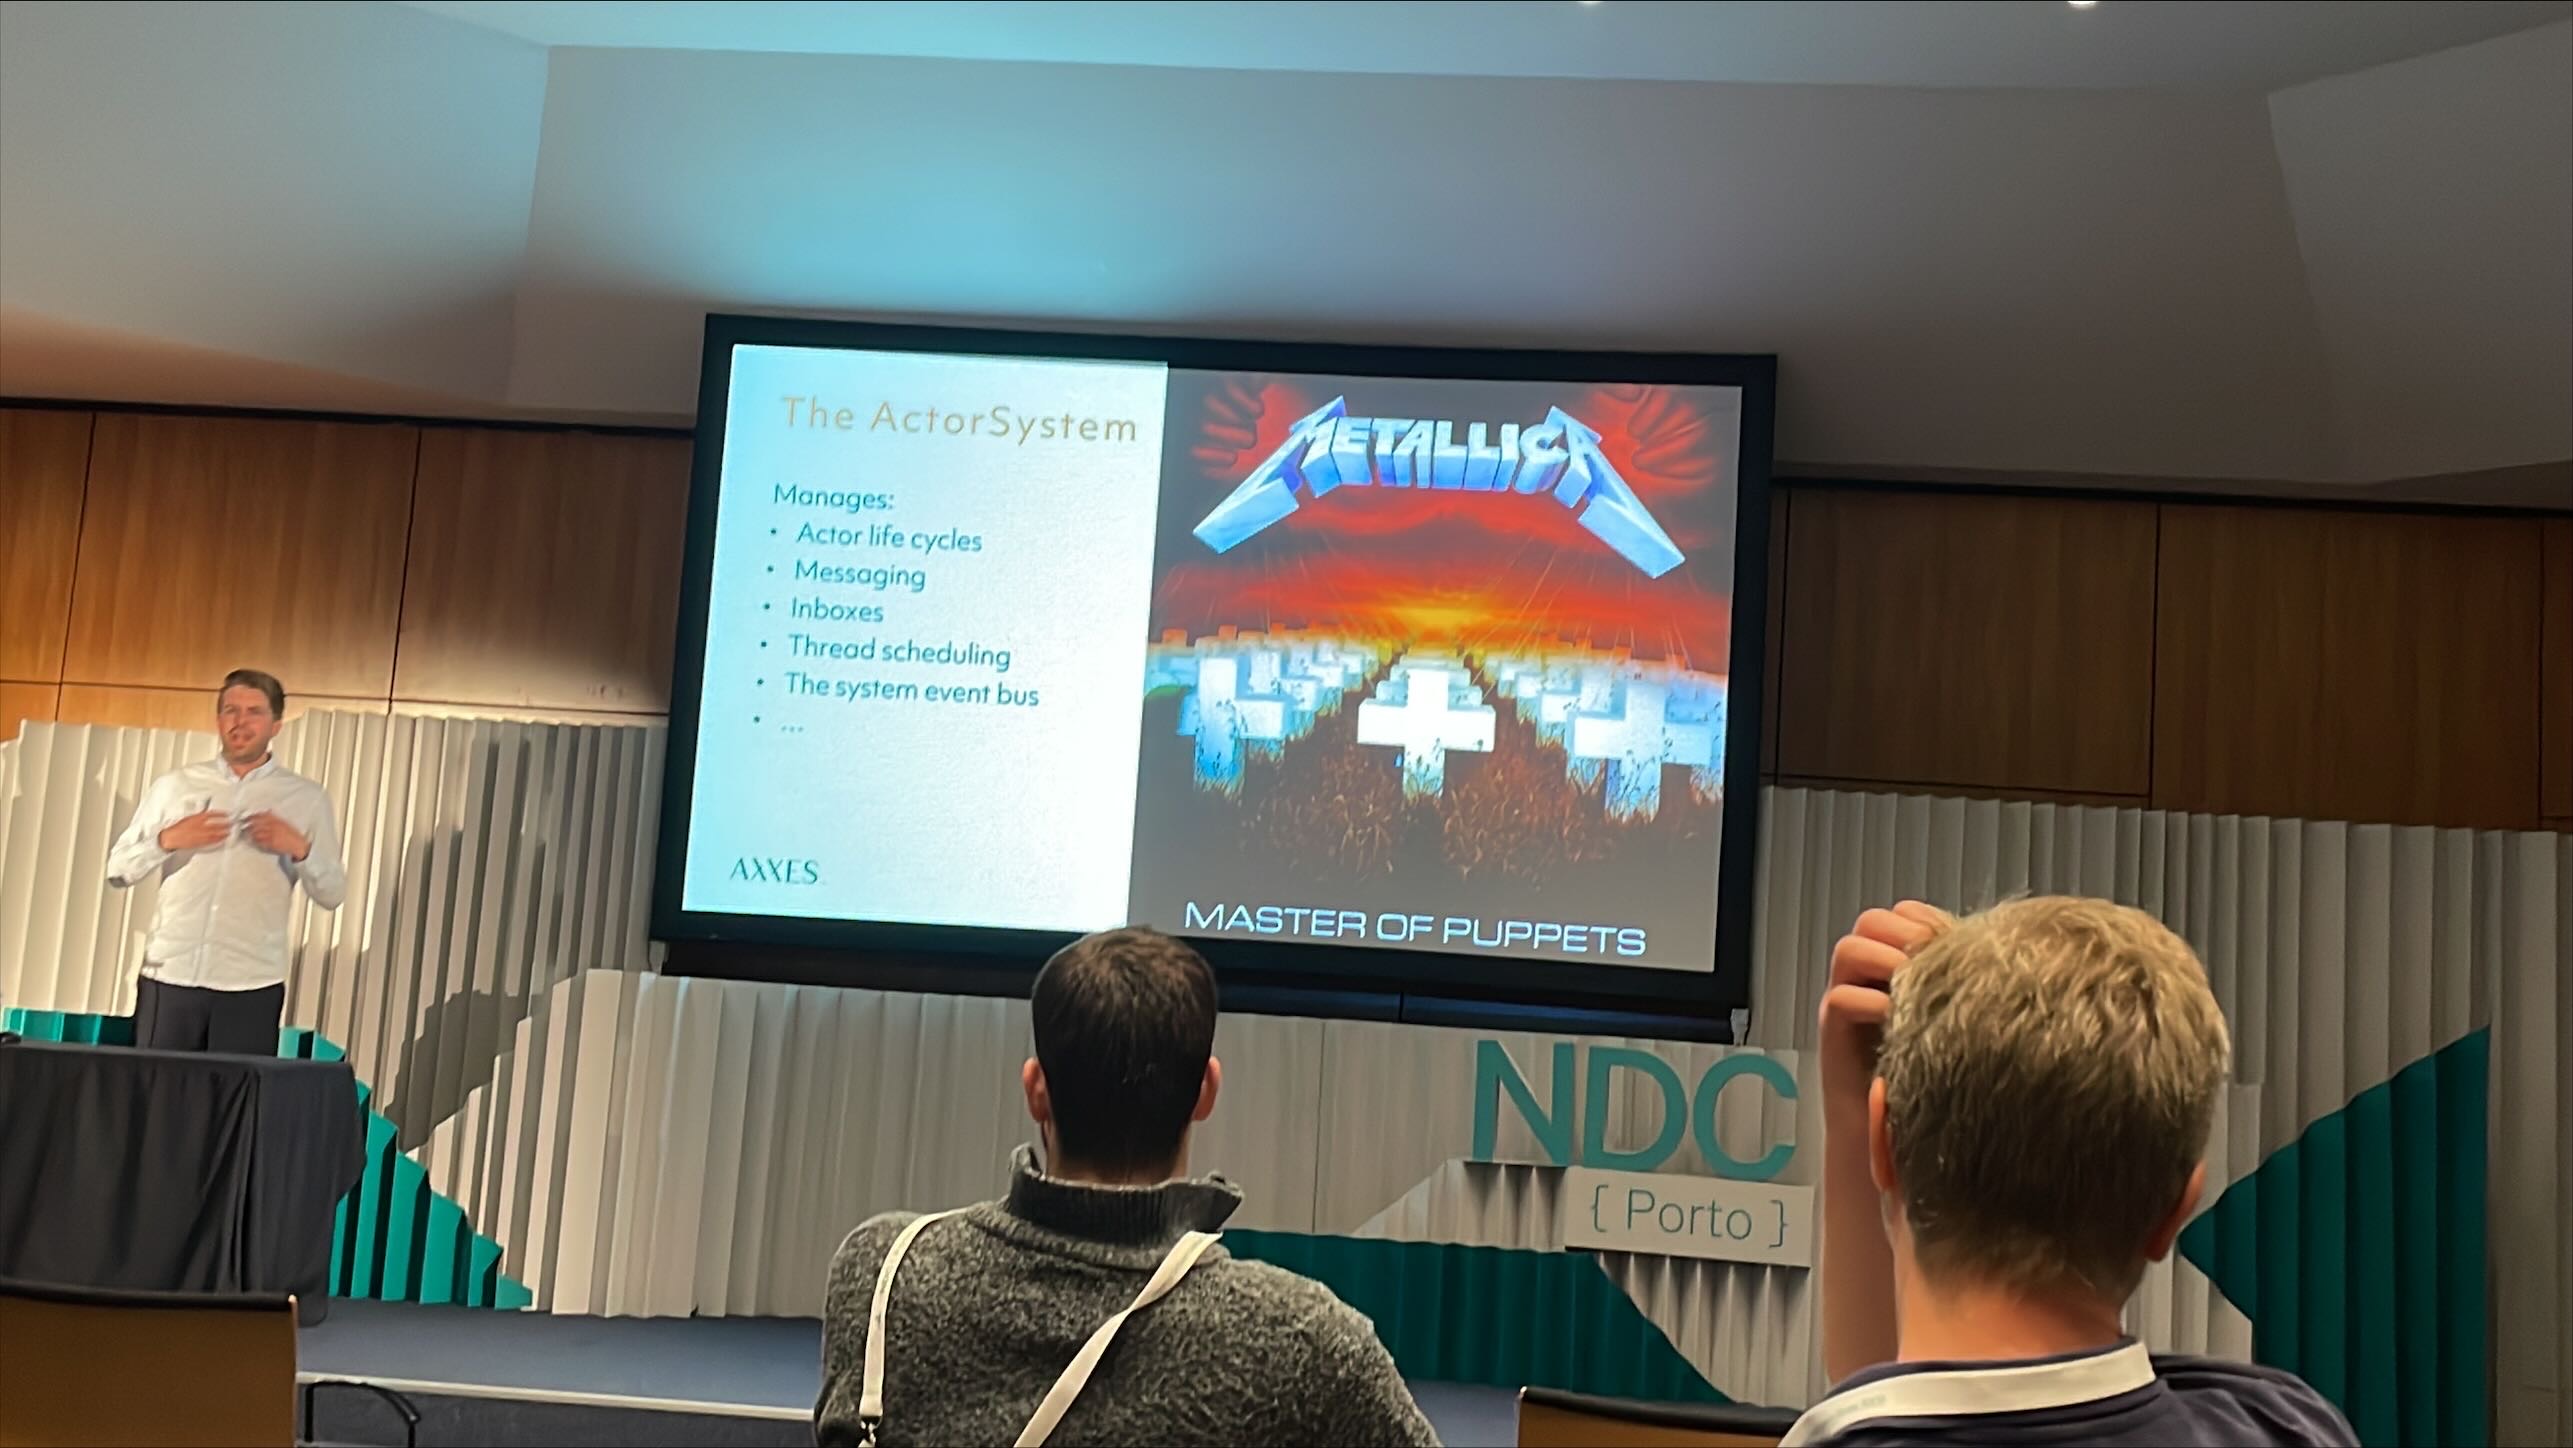 The ActorSystem
Manages:
• Actor life cycles
• Messaging
• Inboxes
• Thread scheduling
• The system event bus
• ...
AXXES
METALLICA
MASTER OF PUPPETS
NDC
{ Porto }